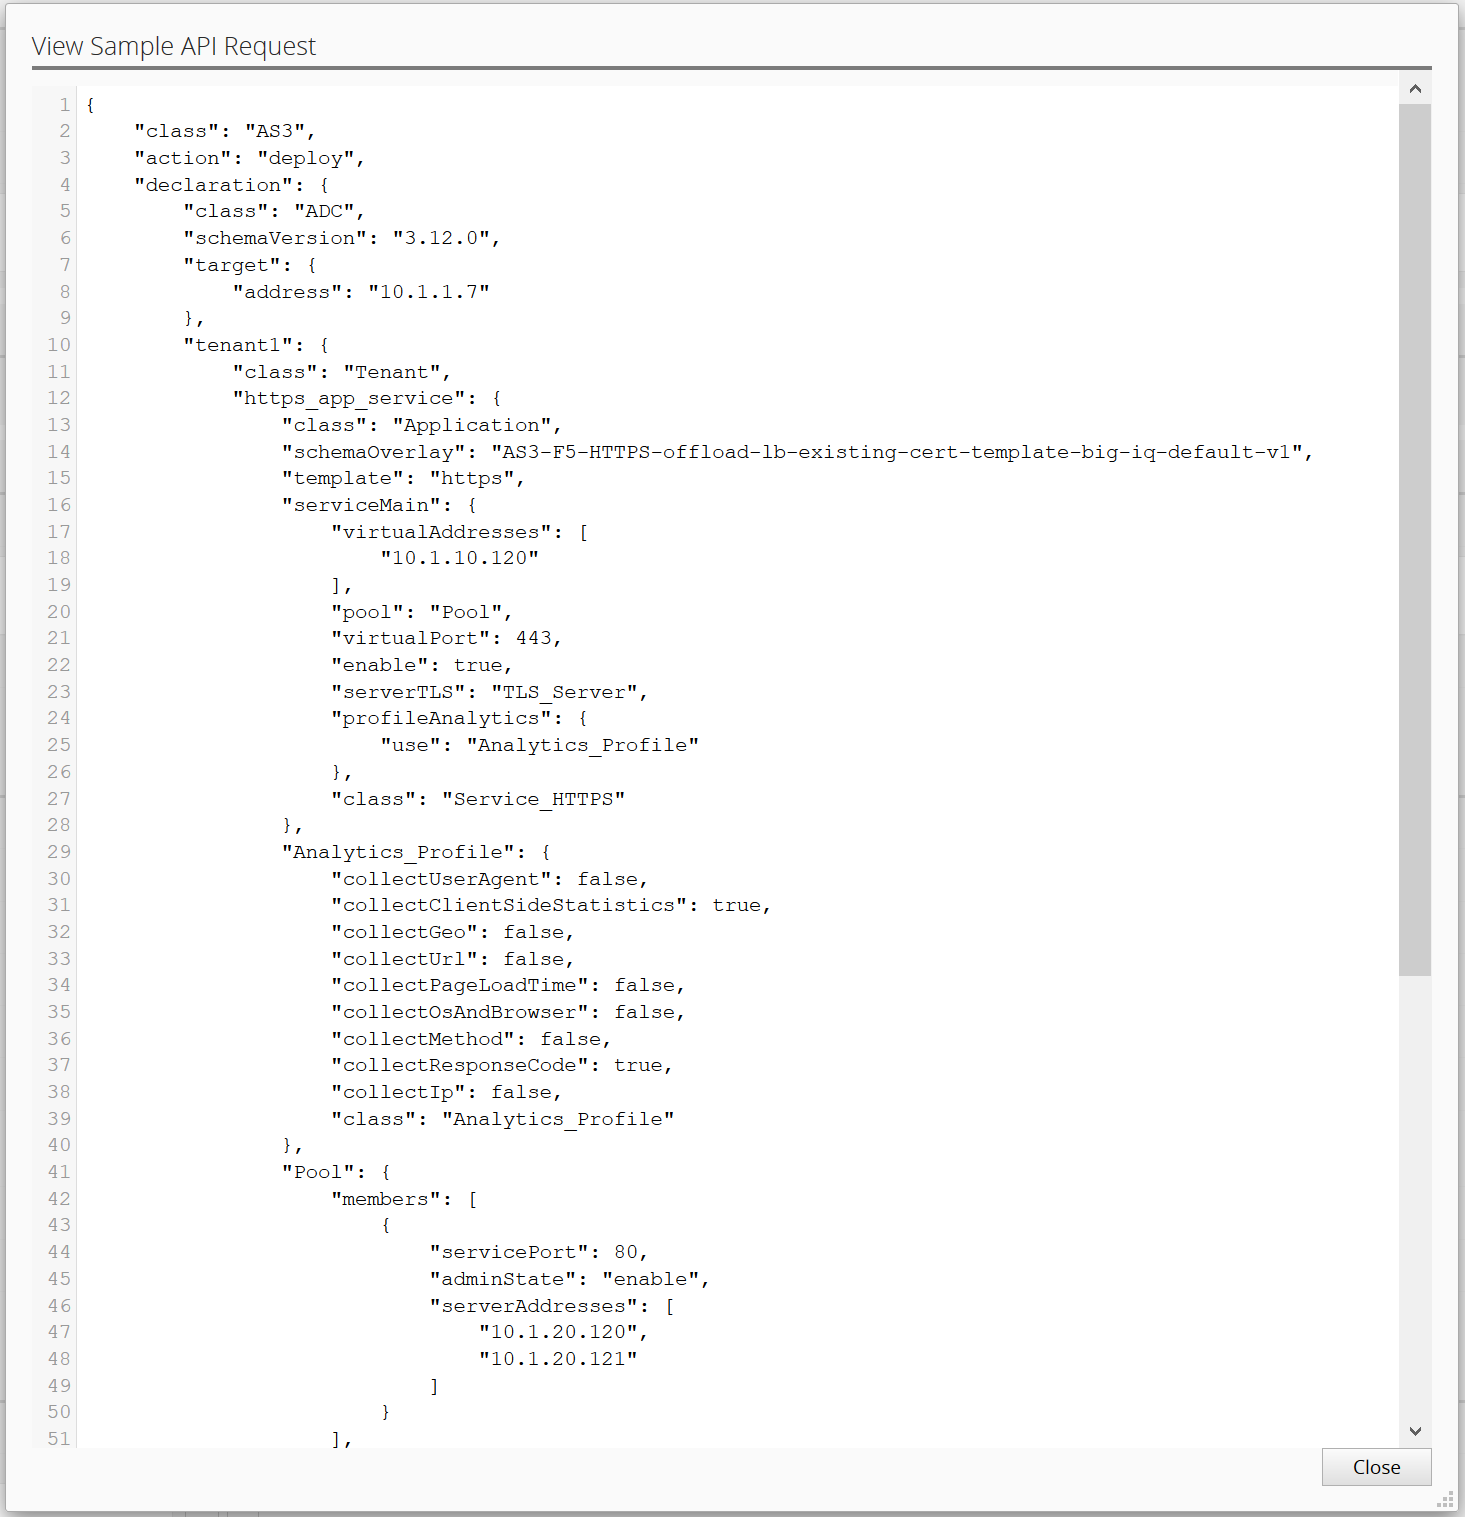 View Sample API Request
1 {
2     "class": "AS3",
3     "action": "deploy",
4     "declaration": {
5         "class": "ADC",
6         "schemaVersion": "3.12.0",
7         "target": {
8             "address": "10.1.1.7"
9         },
10         "tenant1": {
11             "class": "Tenant",
12             "https_app_service": {
13                 "class": "Application",
14                 "schemaOverlay": "AS3-F5-HTTPS-offload-lb-existing-cert-template-big-iq-default-v1",
15                 "template": "https",
16                 "serviceMain": {
17                     "virtualAddresses": [
18                         "10.1.10.120"
19                     ],
20                     "pool": "Pool",
21                     "virtualPort": 443,
22                     "enable": true,
23                     "serverTLS": "TLS_Server",
24                     "profileAnalytics": {
25                         "use": "Analytics_Profile"
26                     },
27                     "class": "Service_HTTPS"
28                 },
29                 "Analytics_Profile": {
30                     "collectUserAgent": false,
31                     "collectClientSideStatistics": true,
32                     "collectGeo": false,
33                     "collectUrl": false,
34                     "collectPageLoadTime": false,
35                     "collectOsAndBrowser": false,
36                     "collectMethod": false,
37                     "collectResponseCode": true,
38                     "collectIp": false,
39                     "class": "Analytics_Profile"
40                 },
41                 "Pool": {
42                     "members": [
43                         {
44                             "servicePort": 80,
45                             "adminState": "enable",
46                             "serverAddresses": [
47                                 "10.1.20.120",
48                                 "10.1.20.121"
49                             ]
50                         }
51                     ],
Close